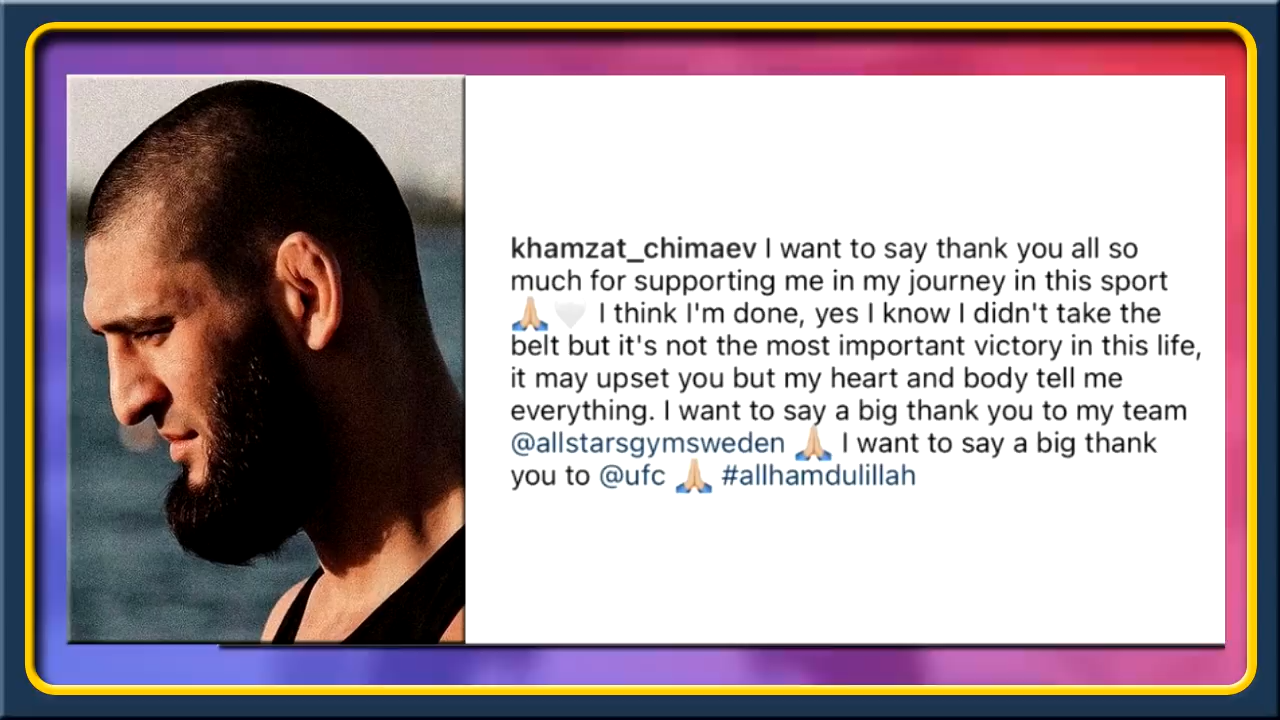 khamzat_chimaev I want to say thank you all so
much for supporting me in my journey in this sport
🙏🏼🤍 I think I'm done, yes I know I didn't take the
belt but it's not the most important victory in this life,
it may upset you but my heart and body tell me
everything. I want to say a big thank you to my team
@allstarsgymsweden 🙏🏼 I want to say a big thank
you to @ufc 🙏🏼 #allhamdulillah